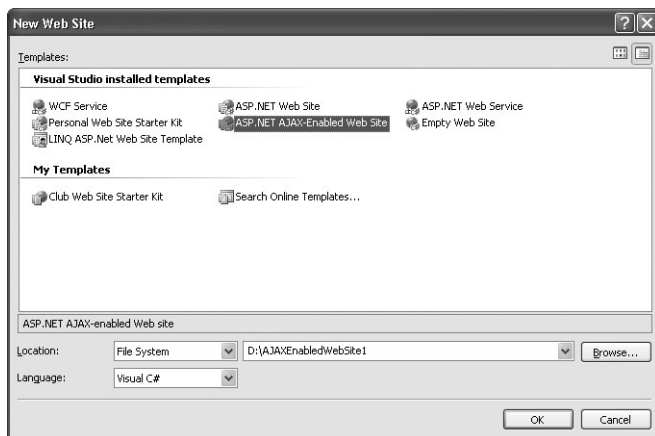 New Web Site
Templates:
Visual Studio installed templates
WCF Service ASP.NET Web Site ASP.NET Web Service
Personal Web Site Starter Kit ASP.NET AJAX-Enabled Web Site Empty Web Site
LINQ ASP.Net Web Site Template
My Templates
Club Web Site Starter Kit Search Online Templates...
ASP.NET AJAX-enabled Web site
Location: File System D:\AJAXEnabledWebSite1 Browse...
Language: Visual C#
OK Cancel